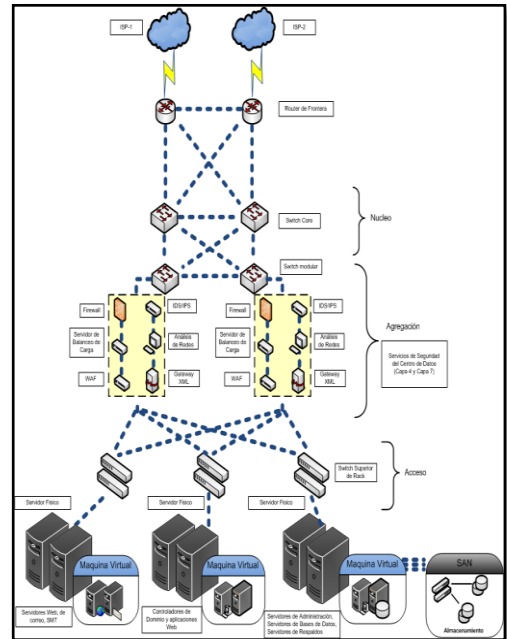 ISP-1
ISP-2
Router de Frontera
Switch Core
Nucleo
Switch modular
Firewall
IDS/IPS
Firewall
IDS/IPS
Servidor de
Balanceo de
Carga
Análisis
de Redes
Servidor de
Balanceo de
Carga
Análisis
de Redes
WAF
Gateway
XML
WAF
Gateway
XML
Agregación
Servicios de Seguridad
del Centro de Datos
(Capa 4 y Capa 7)
Switch Superior
de Rack
Acceso
Servidor Fisico
Servidor Fisico
Servidor Fisico
Maquina Virtual
Maquina Virtual
Maquina Virtual
SAN
Servidores Web, de
correo, SMT
Controladores de
Dominio y aplicaciones
Web
Servidores de Administración,
Servidores de Bases de Datos,
Servidores de Respaldos
Almacenamiento